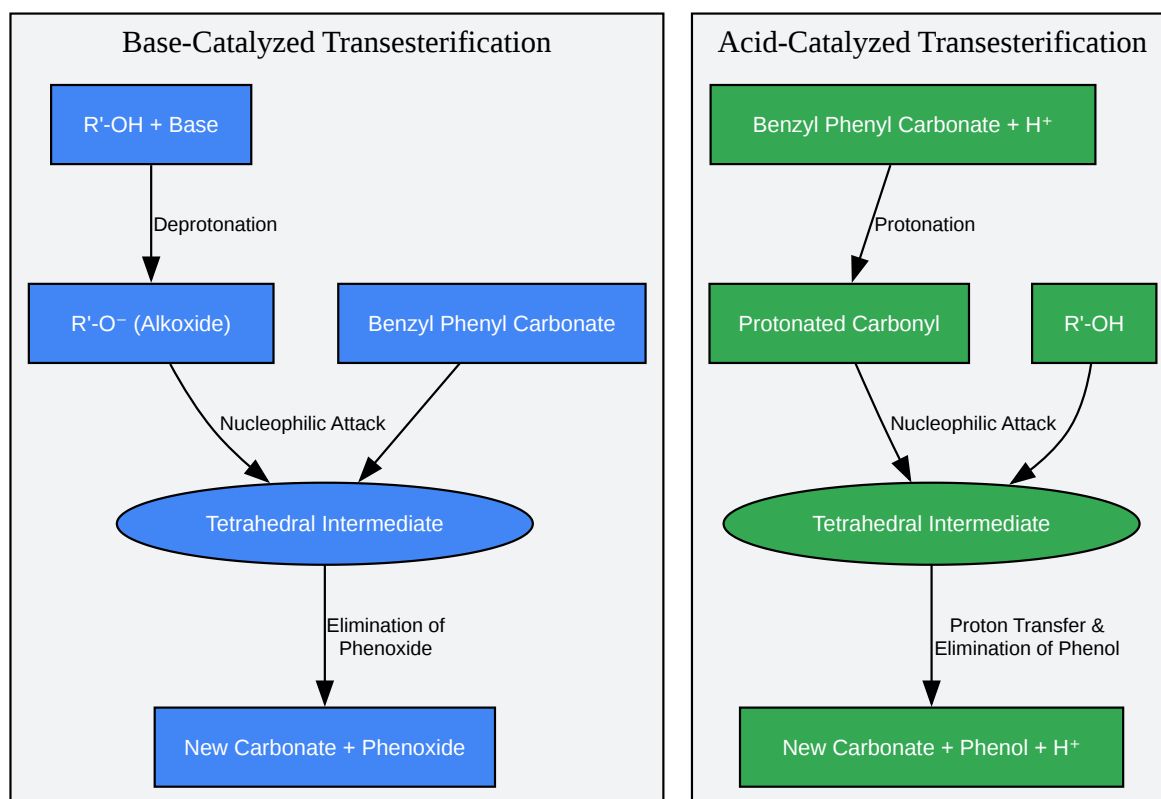 Base-Catalyzed Transesterification
R'-OH + Base
Deprotonation
R'-O⁻ (Alkoxide)
Benzyl Phenyl Carbonate
Nucleophilic Attack
Tetrahedral Intermediate
Elimination of
Phenoxide
New Carbonate + Phenoxide
Acid-Catalyzed Transesterification
Benzyl Phenyl Carbonate + H⁺
Protonation
Protonated Carbonyl
R'-OH
Nucleophilic Attack
Tetrahedral Intermediate
Proton Transfer &
Elimination of Phenol
New Carbonate + Phenol + H⁺